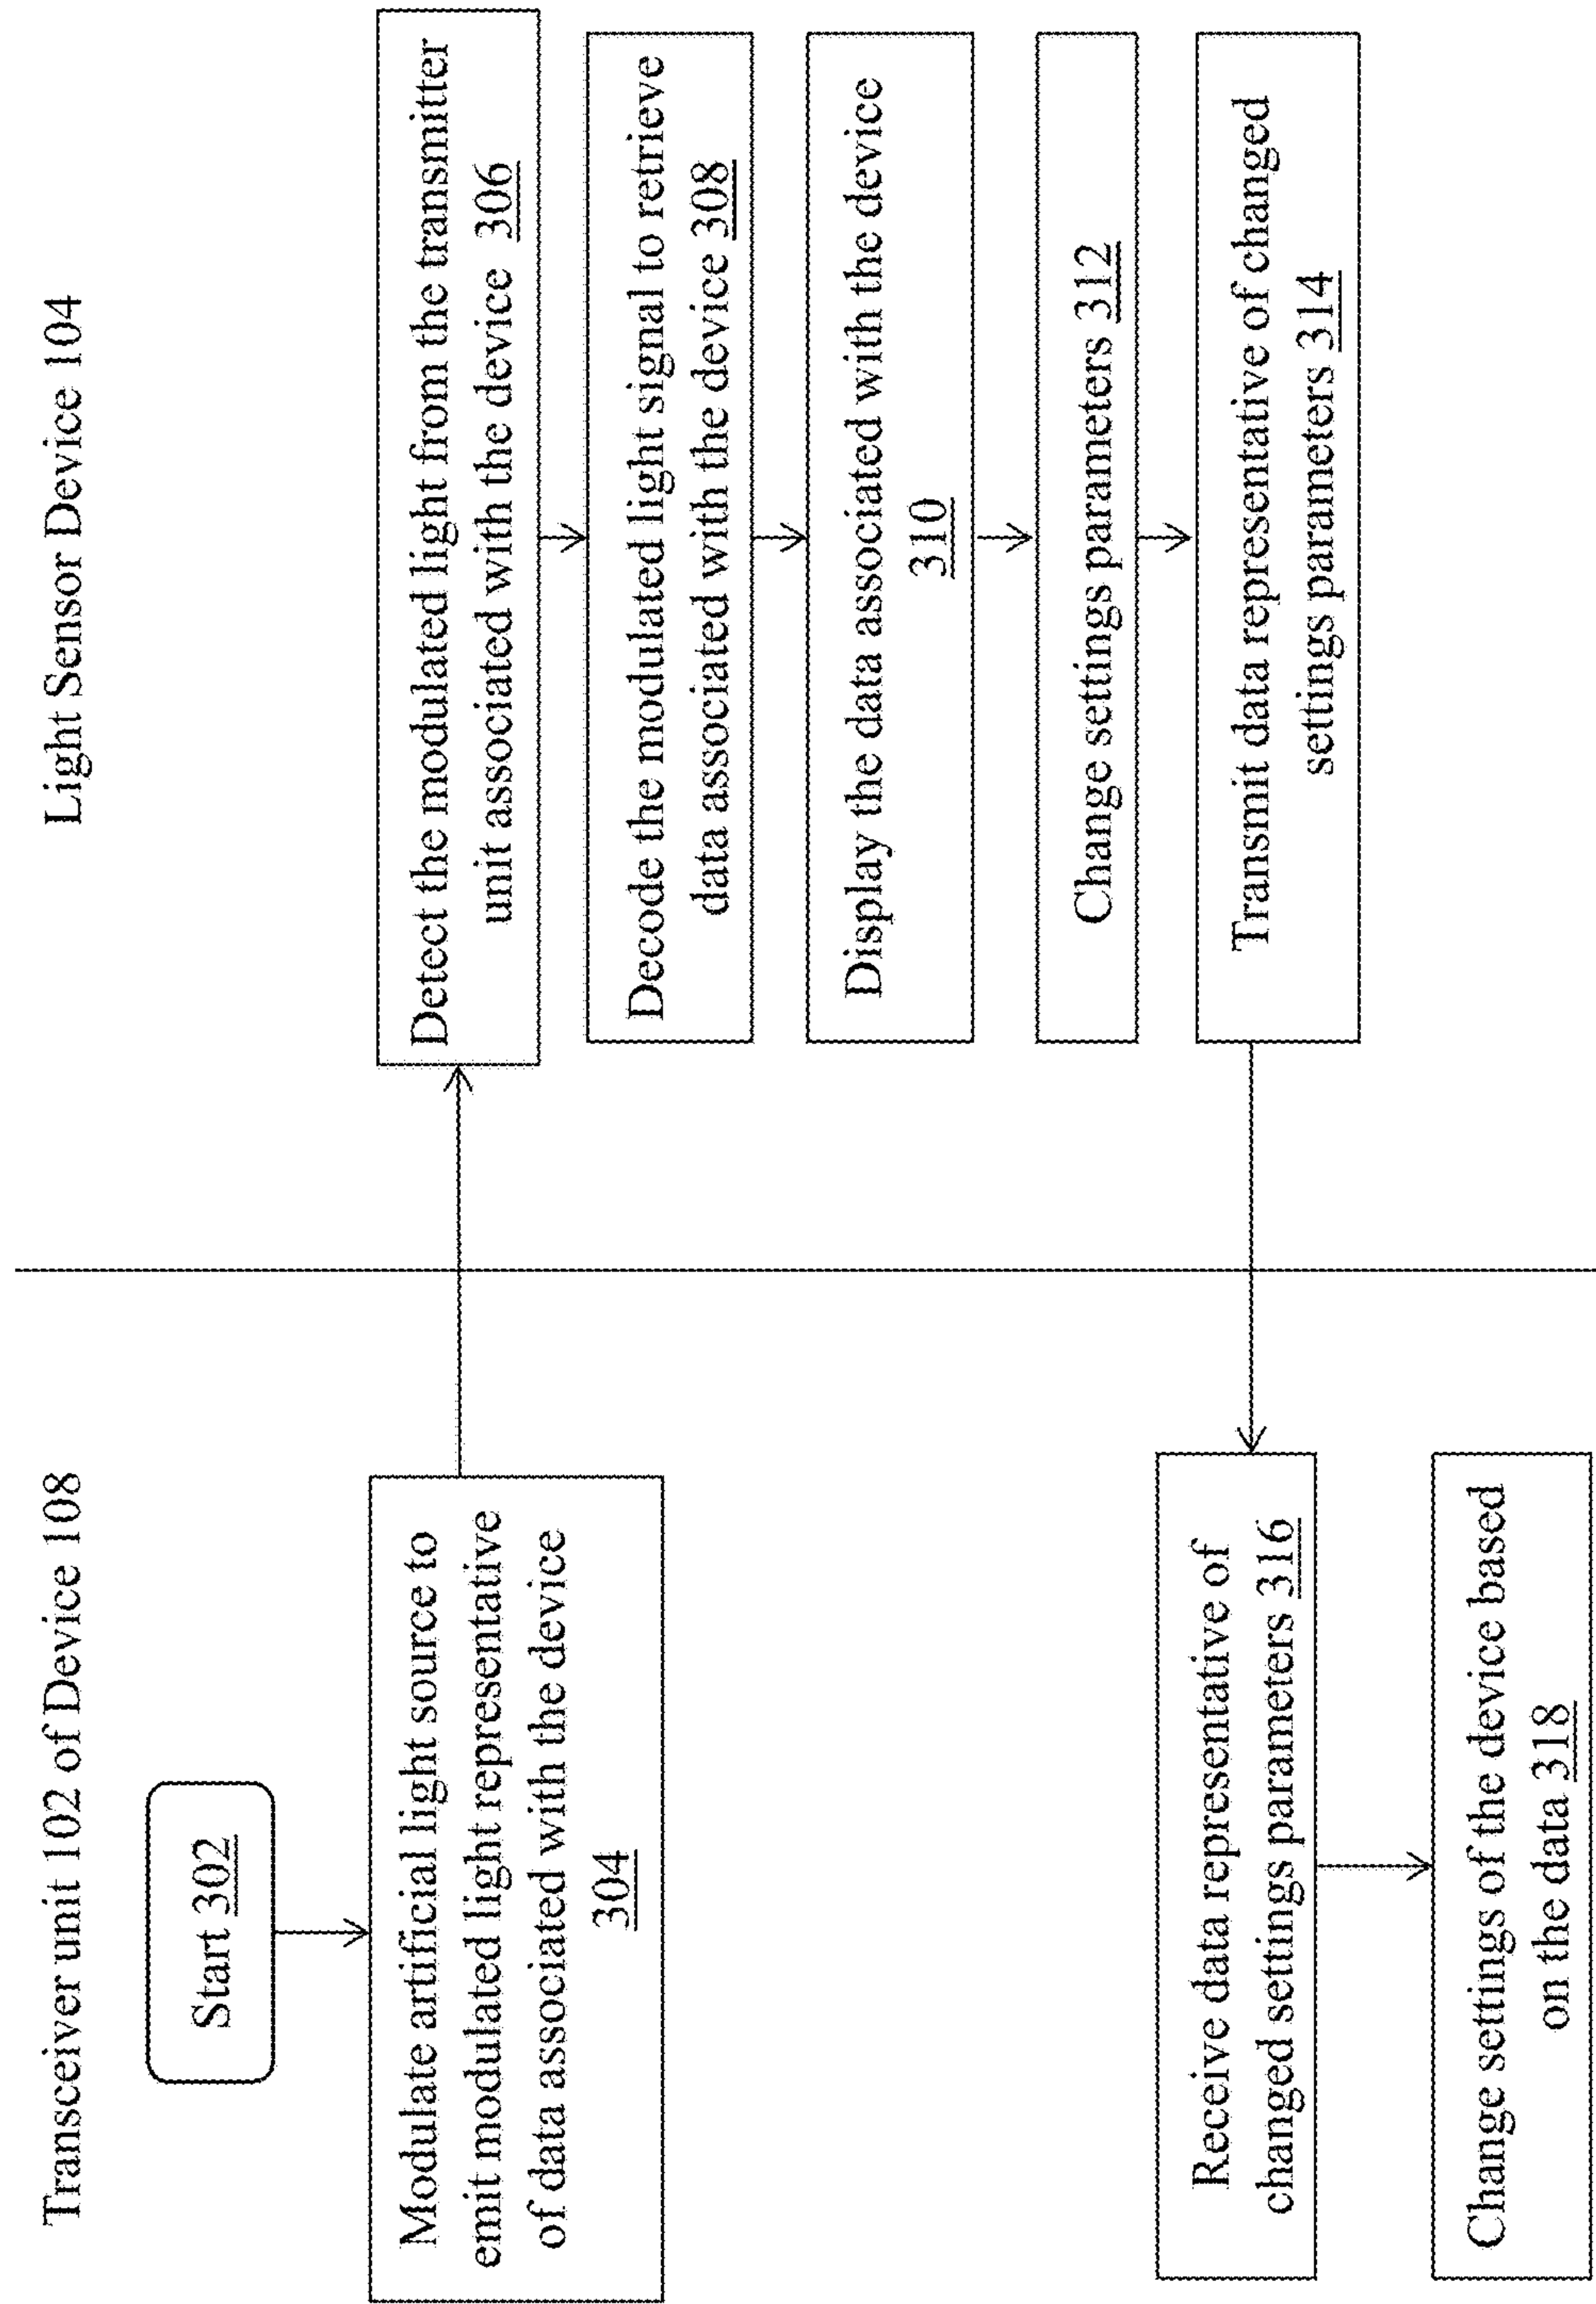 Transceiver unit 102 of Device 108
Light Sensor Device 104
Start 302
Modulate artificial light source to
emit modulated light representative
of data associated with the device
304
Detect the modulated light from the transmitter
unit associated with the device 306
Decode the modulated light signal to retrieve
data associated with the device 308
Display the data associated with the device
310
Change settings parameters 312
Transmit data representative of changed
settings parameters 314
Receive data representative of
changed settings parameters 316
Change settings of the device based
on the data 318